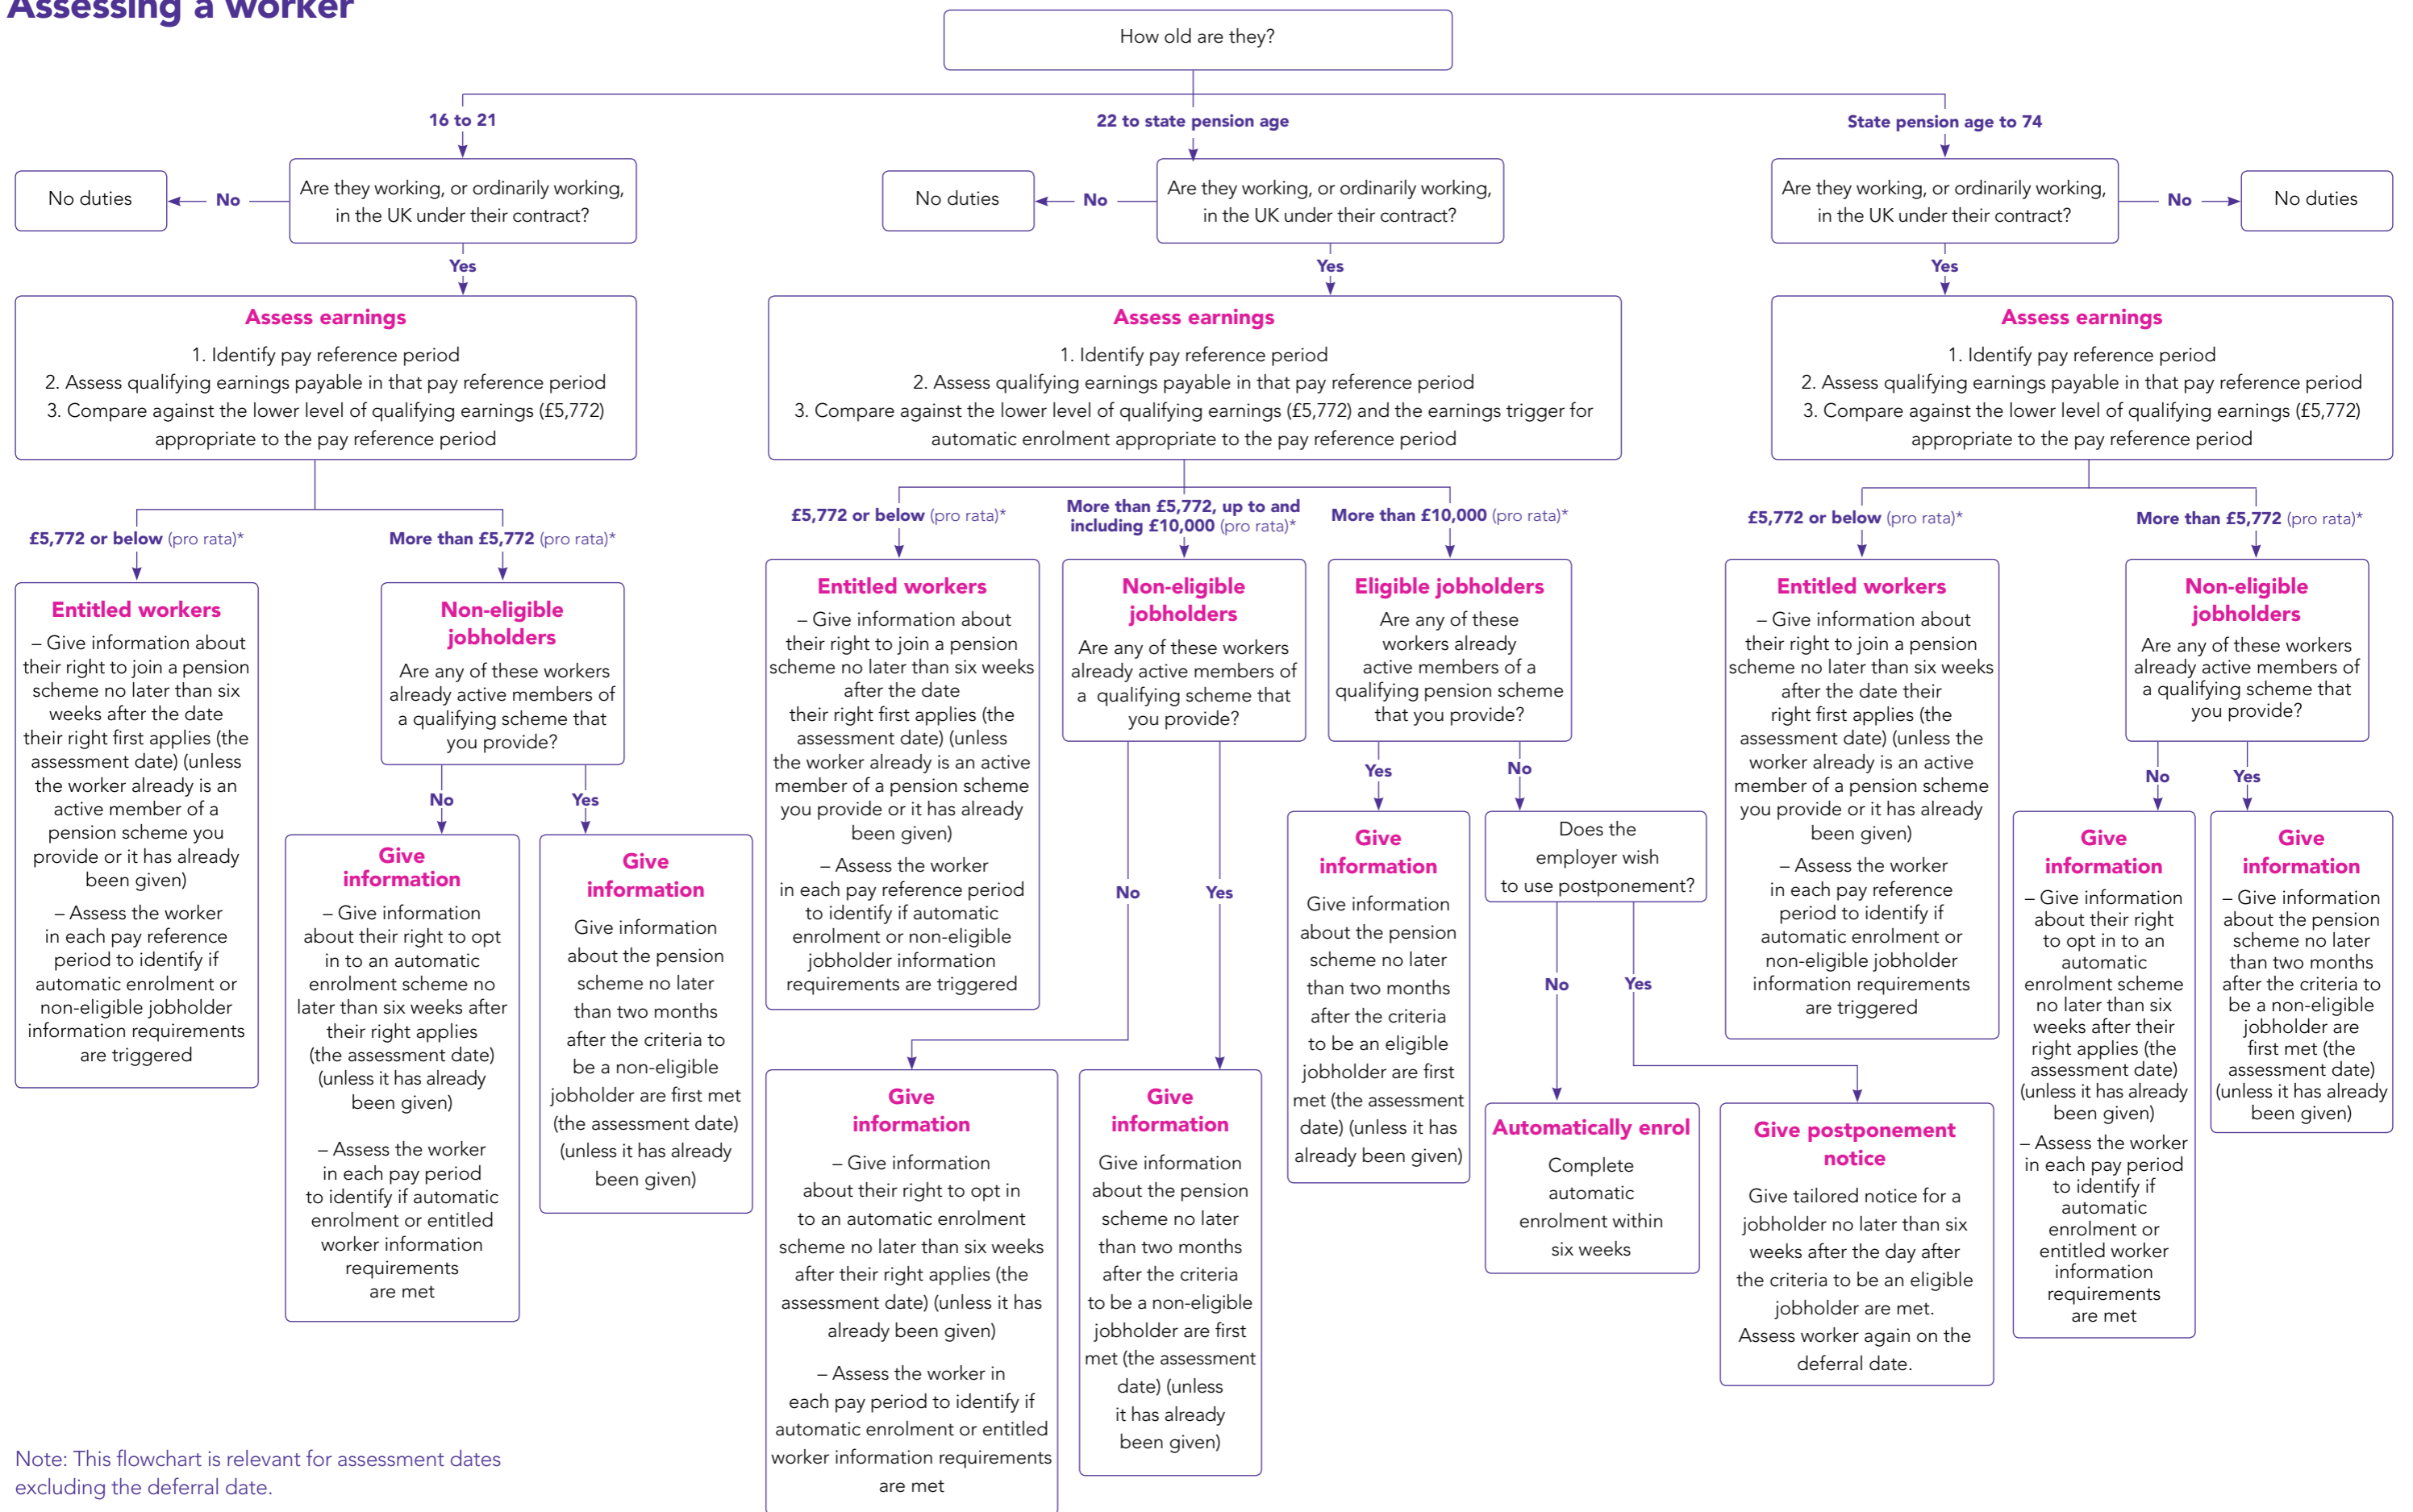 Assessing a worker
How old are they?
16 to 21
22 to state pension age
State pension age to 74
No duties
No
Are they working, or ordinarily working,
in the UK under their contract?
No duties
No
Are they working, or ordinarily working,
in the UK under their contract?
Are they working, or ordinarily working,
in the UK under their contract?
No
No duties
Yes
Yes
Yes
Assess earnings
1. Identify pay reference period
2. Assess qualifying earnings payable in that pay reference period
3. Compare against the lower level of qualifying earnings (£5,772)
appropriate to the pay reference period
Assess earnings
1. Identify pay reference period
2. Assess qualifying earnings payable in that pay reference period
3. Compare against the lower level of qualifying earnings (£5,772) and the earnings trigger for
automatic enrolment appropriate to the pay reference period
Assess earnings
1. Identify pay reference period
2. Assess qualifying earnings payable in that pay reference period
3. Compare against the lower level of qualifying earnings (£5,772)
appropriate to the pay reference period
£5,772 or below (pro rata)*
More than £5,772 (pro rata)*
£5,772 or below (pro rata)*
More than £5,772, up to and
including £10,000 (pro rata)*
More than £10,000 (pro rata)*
£5,772 or below (pro rata)*
More than £5,772 (pro rata)*
Entitled workers
– Give information about
their right to join a pension
scheme no later than six
weeks after the date
their right first applies (the
assessment date) (unless
the worker already is an
active member of a
pension scheme you
provide or it has already
been given)
– Assess the worker
in each pay reference
period to identify if
automatic enrolment or
non-eligible jobholder
information requirements
are triggered
Non-eligible
jobholders
Are any of these workers
already active members of
a qualifying scheme that
you provide?
No
Yes
Give
information
– Give information
about their right to opt
in to an automatic
enrolment scheme no
later than six weeks after
their right applies
(the assessment date)
(unless it has already
been given)
– Assess the worker
in each pay period
to identify if automatic
enrolment or entitled
worker information
requirements
are met
Give
information
Give information
about the pension
scheme no later
than two months
after the criteria to
be a non-eligible
jobholder are first met
(the assessment date)
(unless it has already
been given)
Entitled workers
– Give information about
their right to join a pension
scheme no later than six weeks
after the date
their right first applies (the
assessment date) (unless
the worker already is an active
member of a pension scheme
you provide or it has already
been given)
– Assess the worker
in each pay reference period
to identify if automatic
enrolment or non-eligible
jobholder information
requirements are triggered
Non-eligible
jobholders
Are any of these workers
already active members of
a qualifying scheme that
you provide?
No
Yes
Give
information
– Give information
about their right to opt in
to an automatic enrolment
scheme no later than six weeks
after their right applies (the
assessment date) (unless it has
already been given)
– Assess the worker in
each pay period to identify if
automatic enrolment or entitled
worker information requirements
are met
Give
information
Give information
about the pension
scheme no later
than two months
after the criteria
to be a non-eligible
jobholder are first
met (the assessment
date) (unless
it has already
been given)
Eligible jobholders
Are any of these
workers already
active members of a
qualifying pension scheme
that you provide?
Yes
No
Give
information
Give information
about the pension
scheme no later
than two months
after the criteria
to be an eligible
jobholder are first
met (the assessment
date) (unless it has
already been given)
Does the
employer wish
to use postponement?
No
Yes
Automatically enrol
Complete
automatic
enrolment within
six weeks
Give postponement
notice
Give tailored notice for a
jobholder no later than six
weeks after the day after
the criteria to be an eligible
jobholder are met.
Assess worker again on the
deferral date.
Entitled workers
– Give information about
their right to join a pension
scheme no later than six weeks
after the date their
right first applies (the
assessment date) (unless the
worker already is an active
member of a pension scheme
you provide or it has already
been given)
– Assess the worker
in each pay reference
period to identify if
automatic enrolment or
non-eligible jobholder
information requirements
are triggered
Non-eligible
jobholders
Are any of these workers
already active members of
a qualifying scheme that
you provide?
No
Yes
Give
information
– Give information
about their right
to opt in to an
automatic
enrolment scheme
no later than six
weeks after their
right applies (the
assessment date)
(unless it has already
been given)
– Assess the worker
in each pay period
to identify if
automatic
enrolment or
entitled worker
information
requirements
are met
Give
information
– Give information
about the pension
scheme no later
than two months
after the criteria to
be a non-eligible
jobholder are
first met (the
assessment date)
(unless it has already
been given)
Note: This flowchart is relevant for assessment dates
excluding the deferral date.